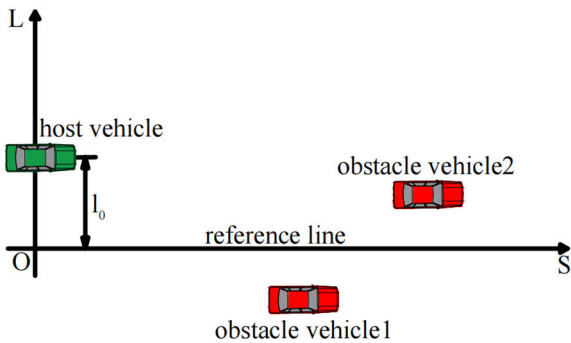 L
host vehicle
obstacle vehicle2
l₀
reference line
O
S
obstacle vehicle1